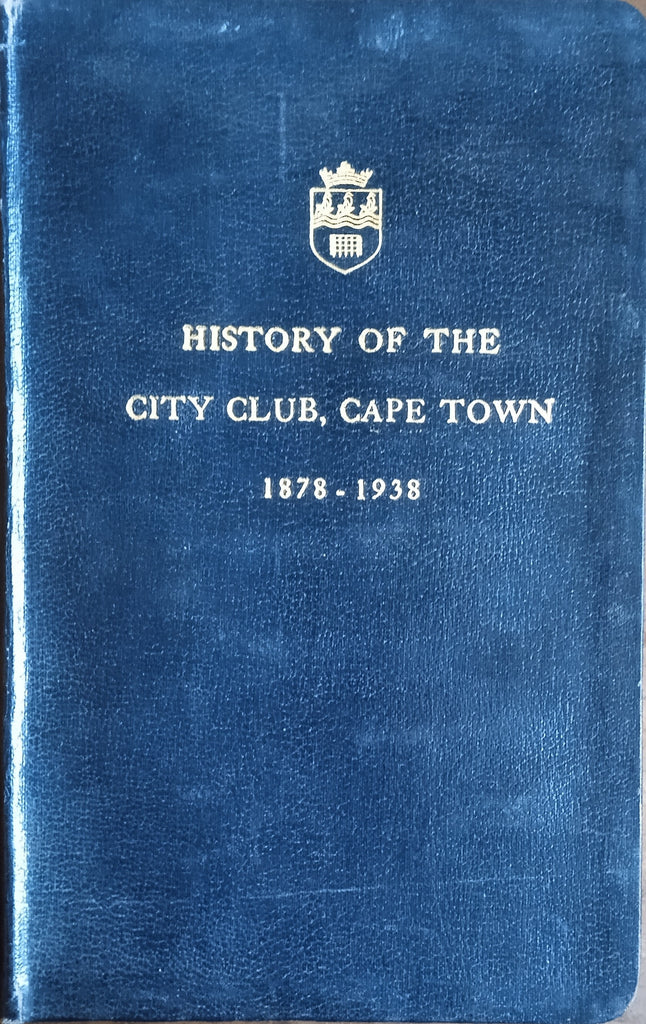 HISTORY OF THE
CITY CLUB, CAPE TOWN
1878 - 1938